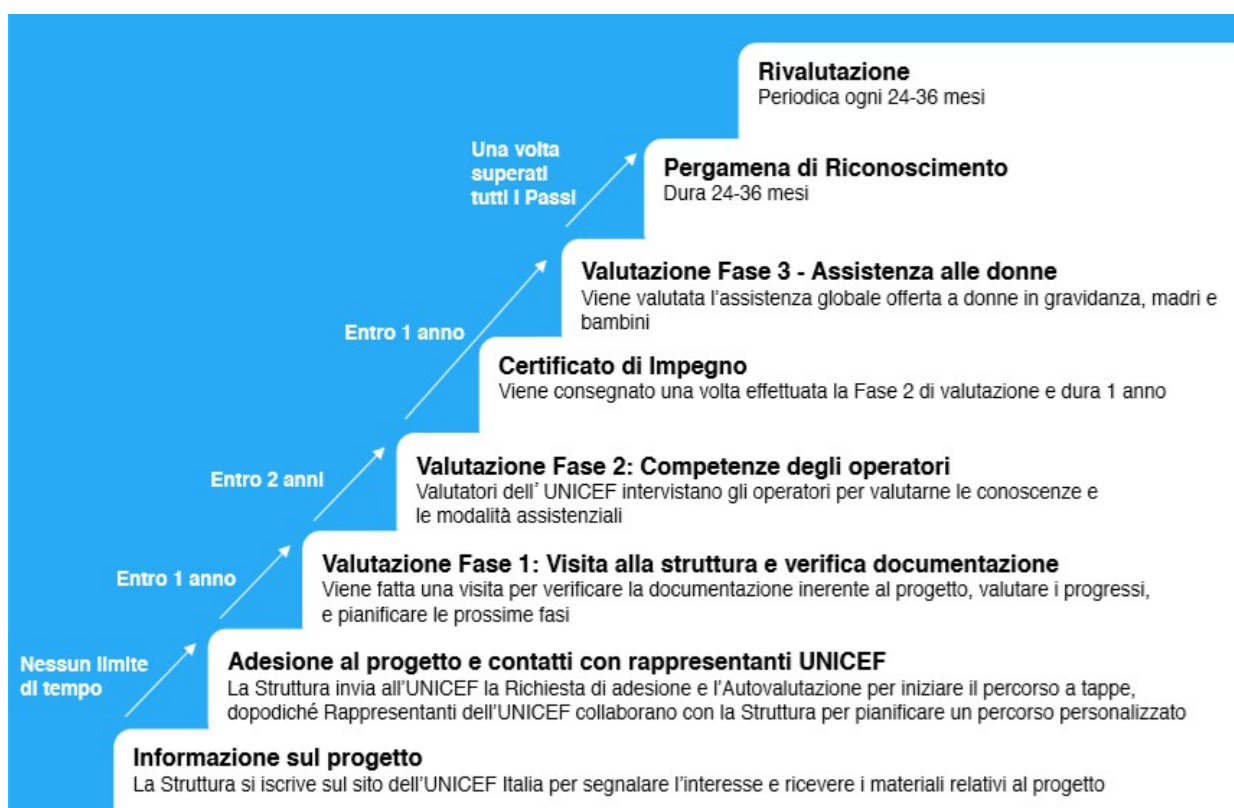 Rivalutazione
Periodica ogni 24-36 mesi
Una volta
superati
tutti i Passi
Pergamena di Riconoscimento
Dura 24-36 mesi
Valutazione Fase 3 - Assistenza alle donne
Viene valutata l'assistenza globale offerta a donne in gravidanza, madri e
bambini
Entro 1 anno
Certificato di Impegno
Viene consegnato una volta effettuata la Fase 2 di valutazione e dura 1 anno
Entro 2 anni
Valutazione Fase 2: Competenze degli operatori
Valutatori dell' UNICEF intervistano gli operatori per valutarne le conoscenze e
le modalità assistenziali
Entro 1 anno
Valutazione Fase 1: Visita alla struttura e verifica documentazione
Viene fatta una visita per verificare la documentazione inerente al progetto, valutare i progressi,
e pianificare le prossime fasi
Nessun limite
di tempo
Adesione al progetto e contatti con rappresentanti UNICEF
La Struttura invia all'UNICEF la Richiesta di adesione e l'Autovalutazione per iniziare il percorso a tappe,
dopodiché Rappresentanti dell'UNICEF collaborano con la Struttura per pianificare un percorso personalizzato
Informazione sul progetto
La Struttura si iscrive sul sito dell'UNICEF Italia per segnalare l'interesse e ricevere i materiali relativi al progetto